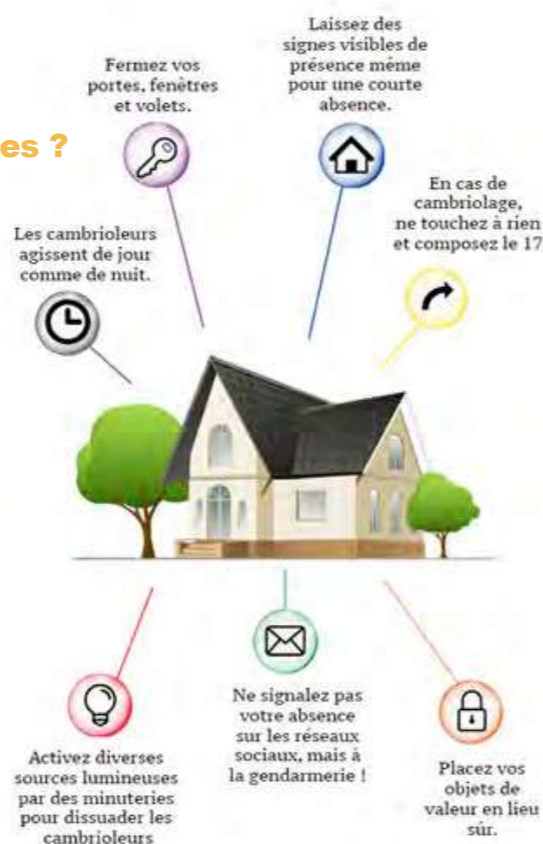 Laissez des
signes visibles de
présence même
pour une courte
absence.
Fermez vos
portes, fenêtres
et volets.
es ?
En cas de
cambriolage,
ne touchez à rien
et composez le 17
Les cambrioleurs
agissent de jour
comme de nuit.
Ne signalez pas
votre absence
sur les réseaux
sociaux, mais à
la gendarmerie !
Activez diverses
sources lumineuses
par des minuteries
pour dissuader les
cambrioleurs
Placez vos
objets de
valeur en lieu
sûr.